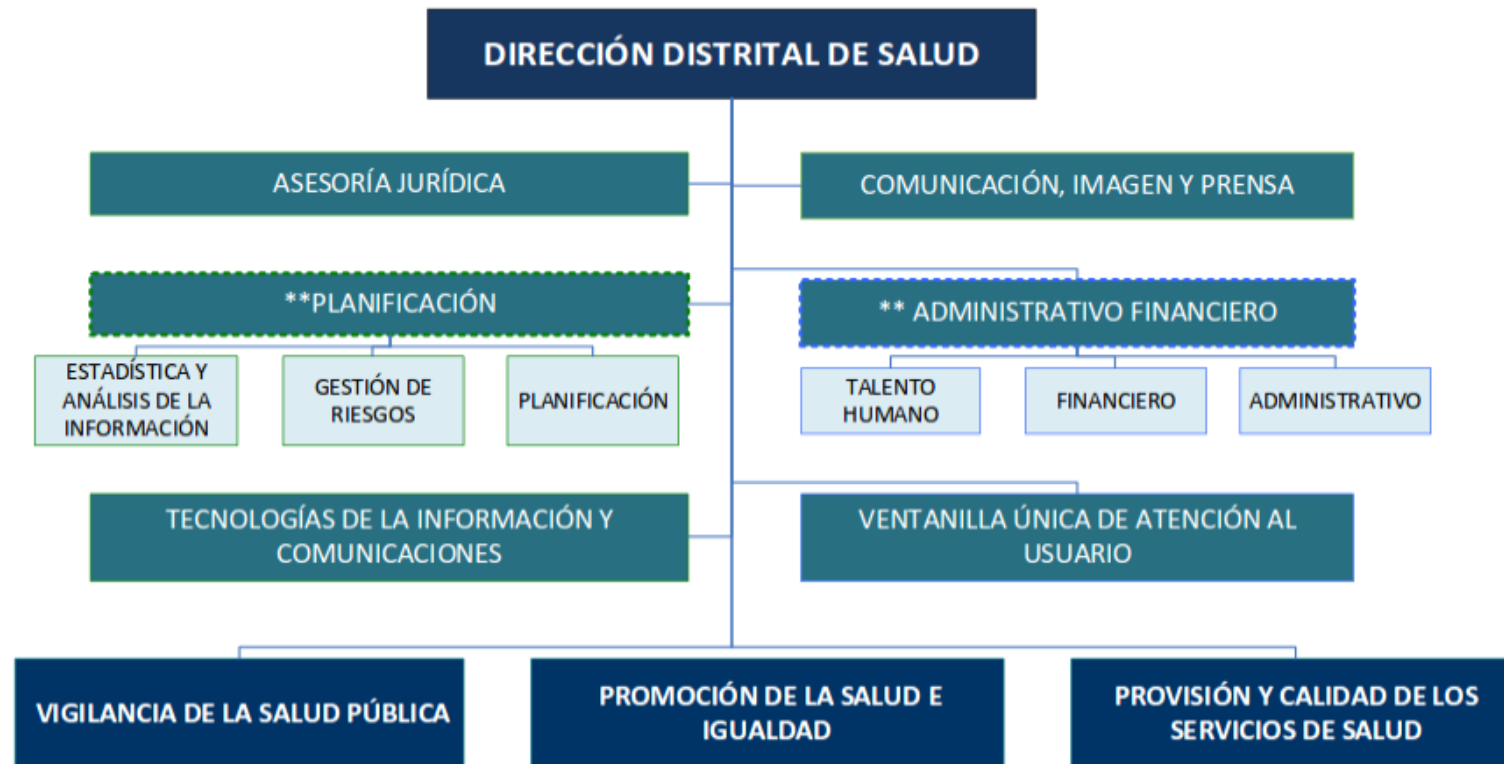 DIRECCIÓN DISTRITAL DE SALUD
ASESORÍA JURÍDICA
COMUNICACIÓN, IMAGEN Y PRENSA
**PLANIFICACIÓN
** ADMINISTRATIVO FINANCIERO
ESTADÍSTICA Y
ANÁLISIS DE LA
INFORMACIÓN
GESTIÓN DE
RIESGOS
PLANIFICACIÓN
TALENTO
HUMANO
FINANCIERO
ADMINISTRATIVO
TECNOLOGÍAS DE LA INFORMACIÓN Y
COMUNICACIONES
VENTANILLA ÚNICA DE ATENCIÓN AL
USUARIO
VIGILANCIA DE LA SALUD PÚBLICA
PROMOCIÓN DE LA SALUD E
IGUALDAD
PROVISIÓN Y CALIDAD DE LOS
SERVICIOS DE SALUD